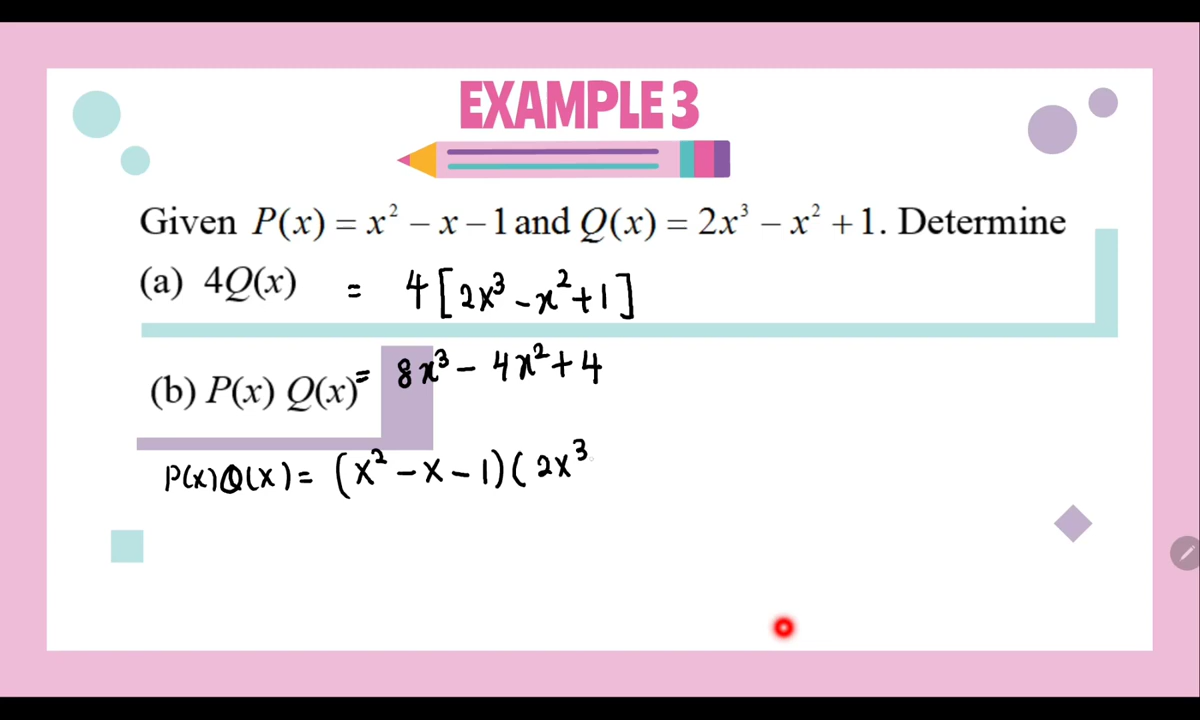 EXAMPLE 3
Given P(x) = x² – x – 1 and Q(x) = 2x³ – x² + 1. Determine
(a) 4Q(x) = 4[2x³ – x² + 1]
= 8x³ – 4x² + 4
(b) P(x) Q(x)
P(x)Q(x) = (x² – x – 1)(2x³